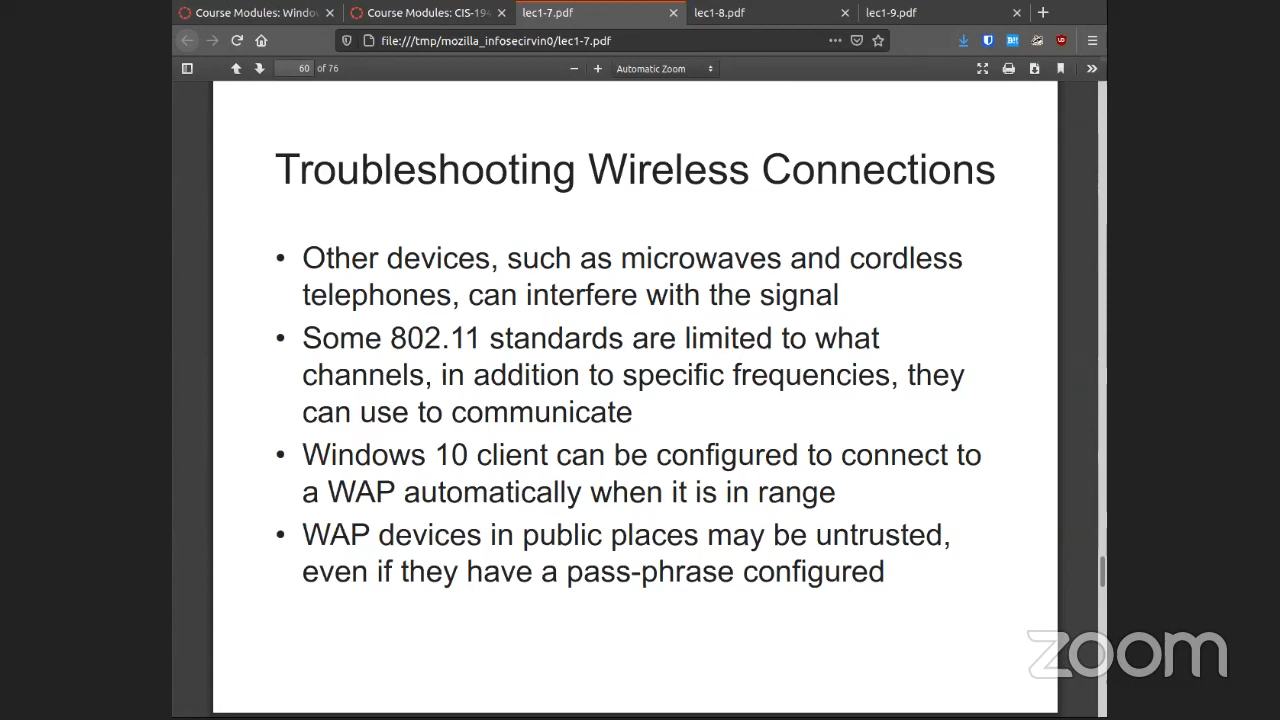 Course Modules: Windo
Course Modules: CIS-194
lec1-7.pdf
lec1-8.pdf
lec1-9.pdf
file:///tmp/mozilla_infosecirvin0/lec1-7.pdf
60 of 76
Automatic Zoom
Troubleshooting Wireless Connections
• Other devices, such as microwaves and cordless
telephones, can interfere with the signal
• Some 802.11 standards are limited to what
channels, in addition to specific frequencies, they
can use to communicate
• Windows 10 client can be configured to connect to
a WAP automatically when it is in range
• WAP devices in public places may be untrusted,
even if they have a pass-phrase configured
zoom